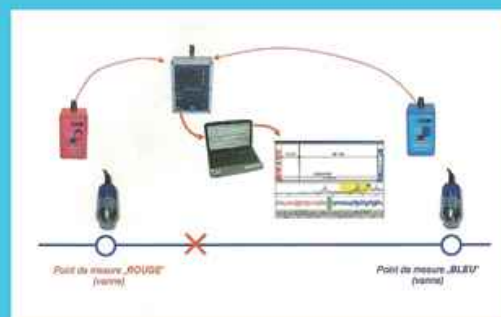 Point de mesure „ROUGE"
(vanne)
Point de mesure „BLEU"
(vanne)